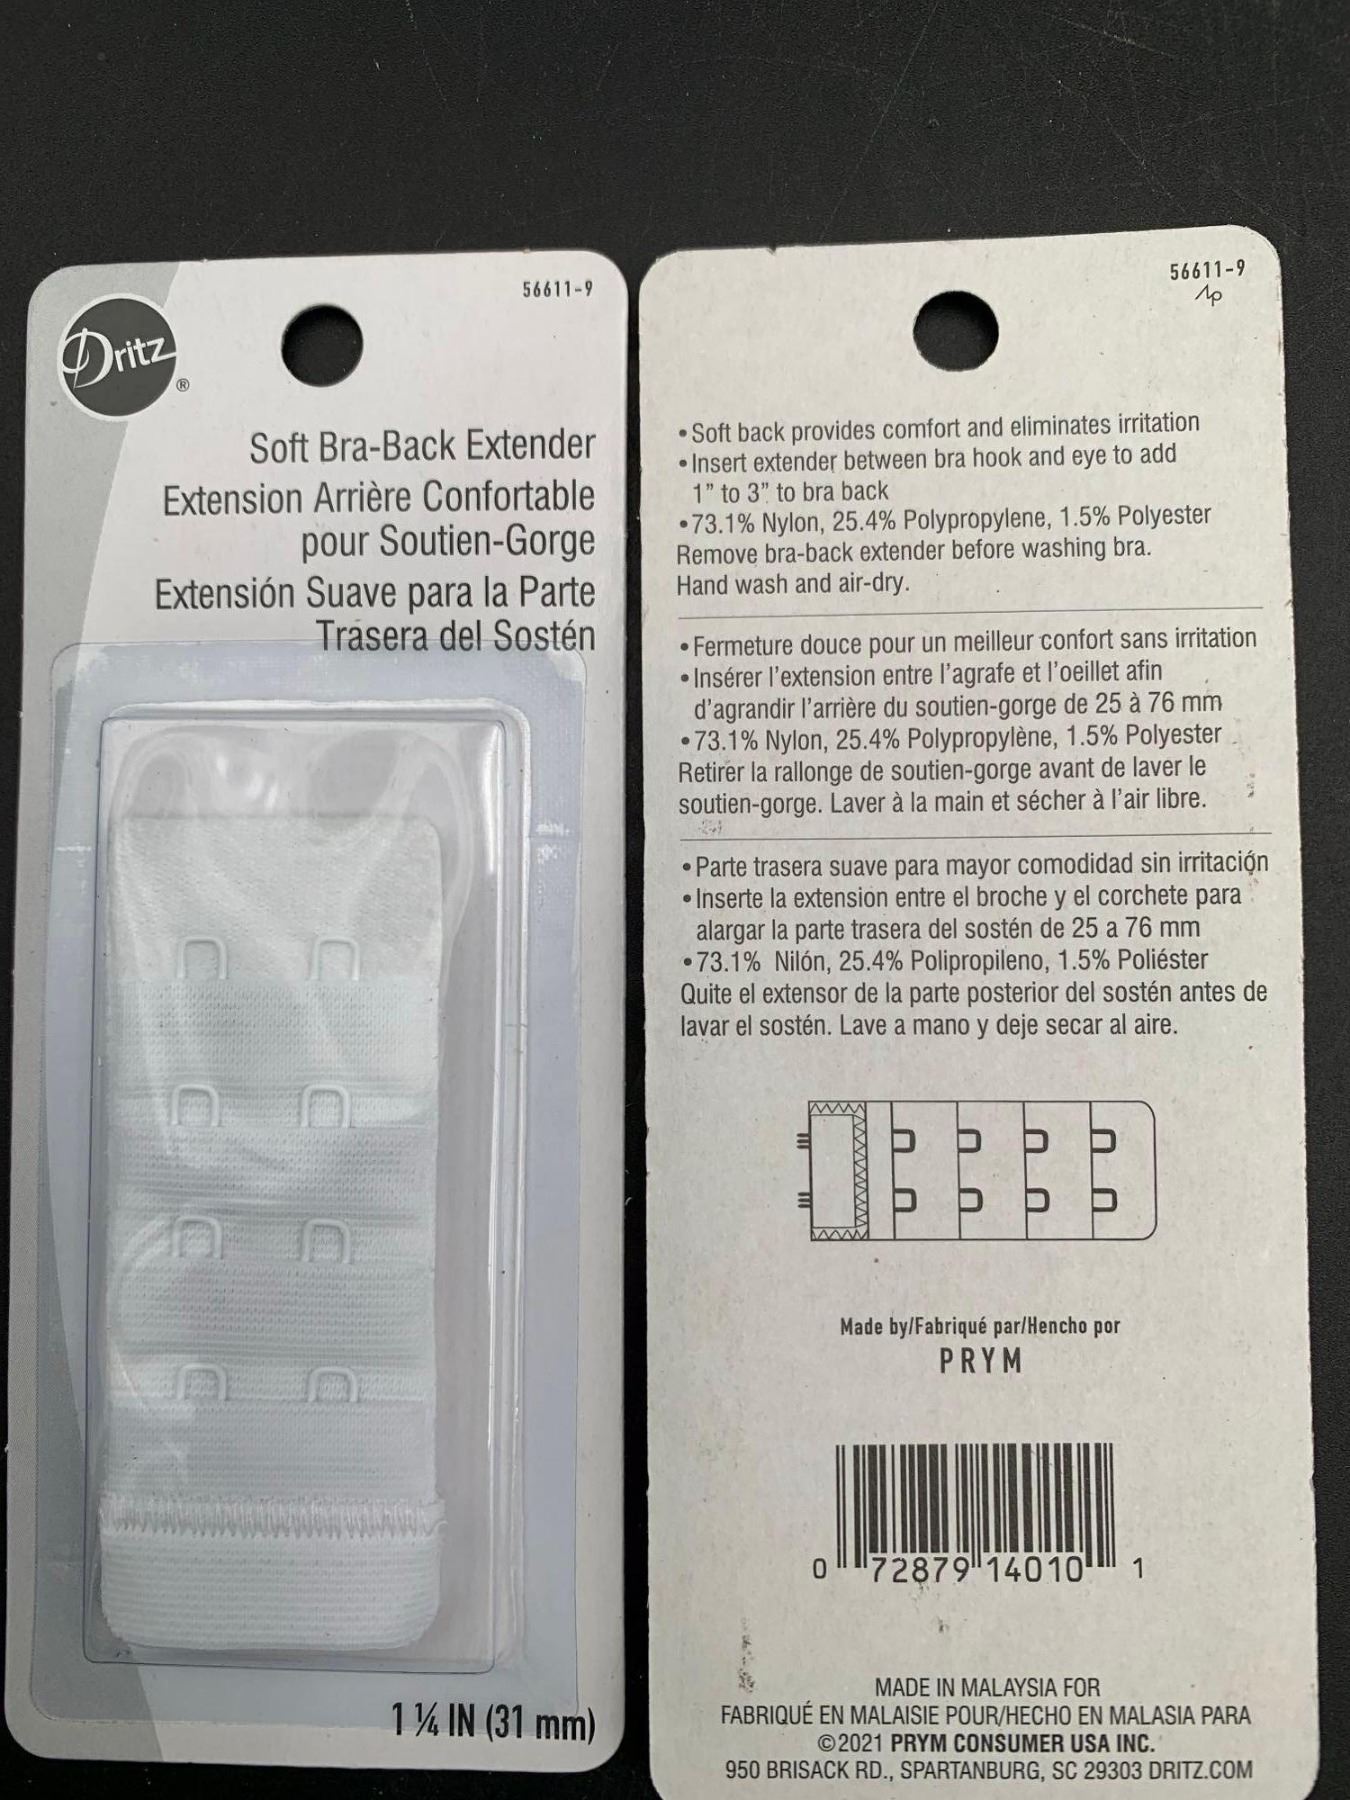 56611-9
Dritz
®
Soft Bra-Back Extender
Extension Arrière Confortable
pour Soutien-Gorge
Extensión Suave para la Parte
Trasera del Sostén
1 ¼ IN (31 mm)
56611-9
• Soft back provides comfort and eliminates irritation
• Insert extender between bra hook and eye to add
1” to 3” to bra back
• 73.1% Nylon, 25.4% Polypropylene, 1.5% Polyester
Remove bra-back extender before washing bra.
Hand wash and air-dry.
• Fermeture douce pour un meilleur confort sans irritation
• Insérer l’extension entre l’agrafe et l’oeillet afin
d’agrandir l’arrière du soutien-gorge de 25 à 76 mm
• 73.1% Nylon, 25.4% Polypropylène, 1.5% Polyester
Retirer la rallonge de soutien-gorge avant de laver le
soutien-gorge. Laver à la main et sécher à l’air libre.
• Parte trasera suave para mayor comodidad sin irritación
• Inserte la extension entre el broche y el corchete para
alargar la parte trasera del sostén de 25 a 76 mm
• 73.1% Nilón, 25.4% Polipropileno, 1.5% Poliéster
Quite el extensor de la parte posterior del sostén antes de
lavar el sostén. Lave a mano y deje secar al aire.
Made by/Fabriqué par/Hencho por
PRYM
0 72879 14010 1
MADE IN MALAYSIA FOR
FABRIQUÉ EN MALAISIE POUR/HECHO EN MALASIA PARA
©2021 PRYM CONSUMER USA INC.
950 BRISACK RD., SPARTANBURG, SC 29303 DRITZ.COM